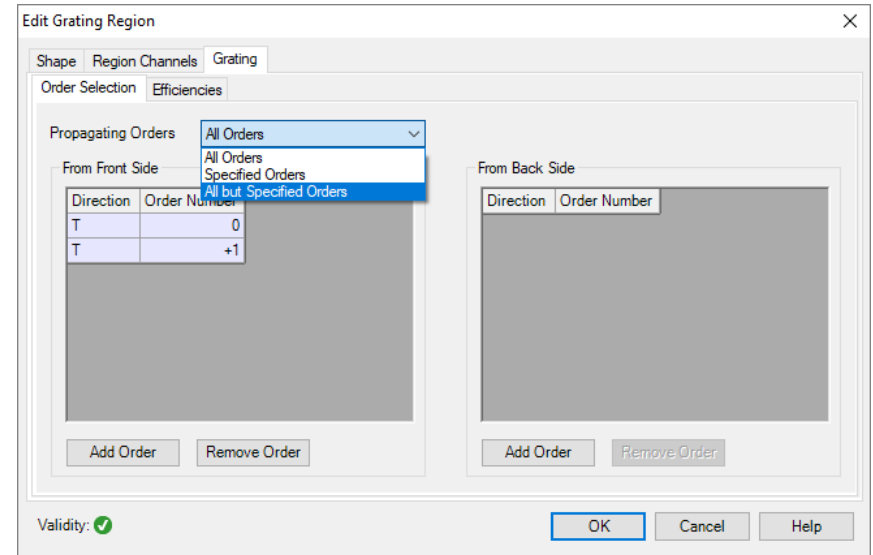 Edit Grating Region
Shape Region Channels Grating
Order Selection Efficiencies
Propagating Orders All Orders
All Orders
Specified Orders
All but Specified Orders
From Front Side From Back Side
Direction Order Number Direction Order Number
T 0
T +1
Add Order Remove Order Add Order Remove Order
Validity: OK Cancel Help